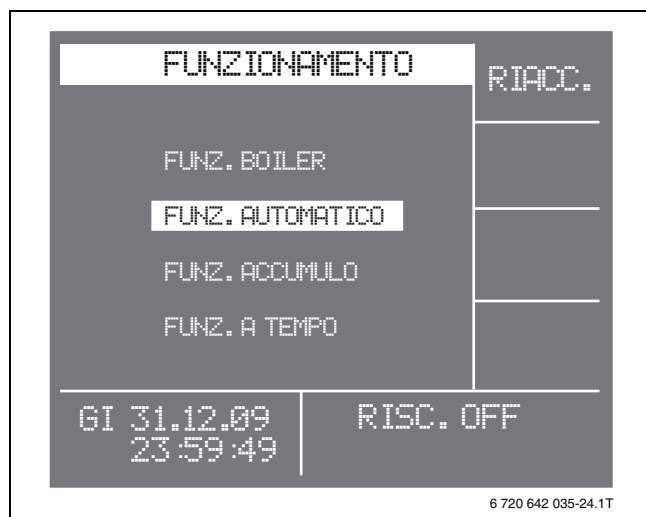 FUNZIONAMENTO
RIACC.
FUNZ. BOILER
FUNZ. AUTOMATICO
FUNZ. ACCUMULO
FUNZ. A TEMPO
GI 31.12.09
23:59:49
RISC. OFF
6 720 642 035-24.1T